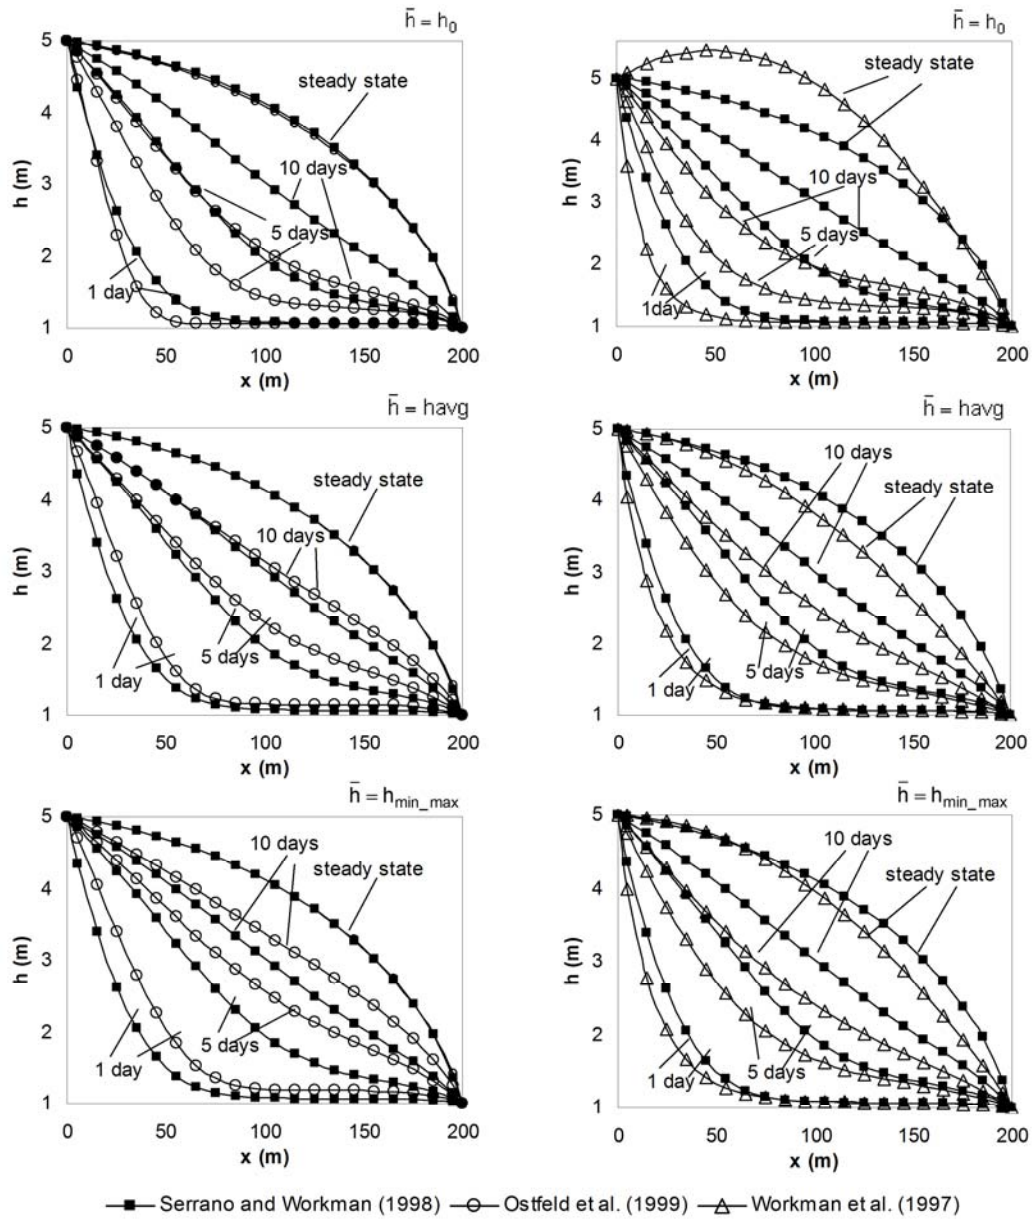 h̄ = h₀
5
4
3
2
1
h (m)
steady state
10 days
5 days
1 day
0 50 100 150 200
x (m)
h̄ = h₀
5
4
3
2
1
h (m)
steady state
10 days
5 days
1day
0 50 100 150 200
x (m)
h̄ = havg
5
4
3
2
1
h (m)
steady state
10 days
5 days
1 day
0 50 100 150 200
x (m)
h̄ = havg
5
4
3
2
1
h (m)
10 days
steady state
5 days
1 day
0 50 100 150 200
x (m)
h̄ = hmin_max
5
4
3
2
1
h (m)
10 days
steady state
5 days
1 day
0 50 100 150 200
x (m)
h̄ = hmin_max
5
4
3
2
1
h (m)
10 days
steady state
5 days
1 day
0 50 100 150 200
x (m)
Serrano and Workman (1998) Ostfeld et al. (1999) Workman et al. (1997)